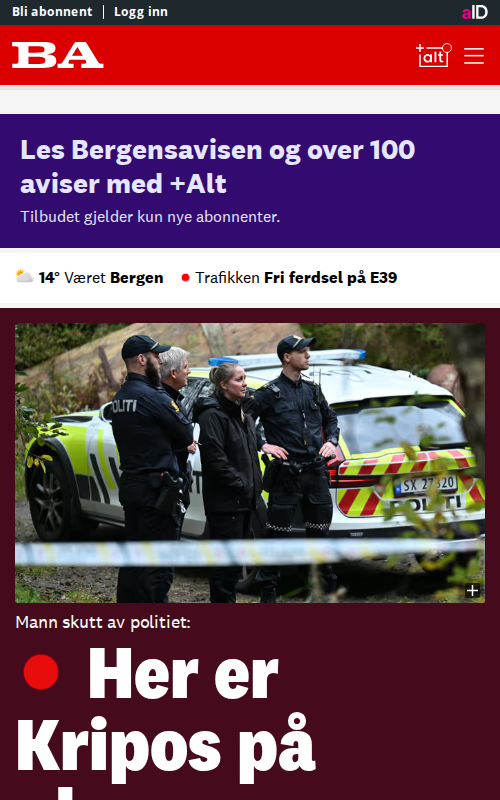 Bli abonnent Logg inn
aID
BA
+alt
Les Bergensavisen og over 100
aviser med +Alt
Tilbudet gjelder kun nye abonnenter.
14° Været Bergen Trafikken Fri ferdsel på E39
POLITI
SX 27320
POLITI
Mann skutt av politiet:
Her er
Kripos på